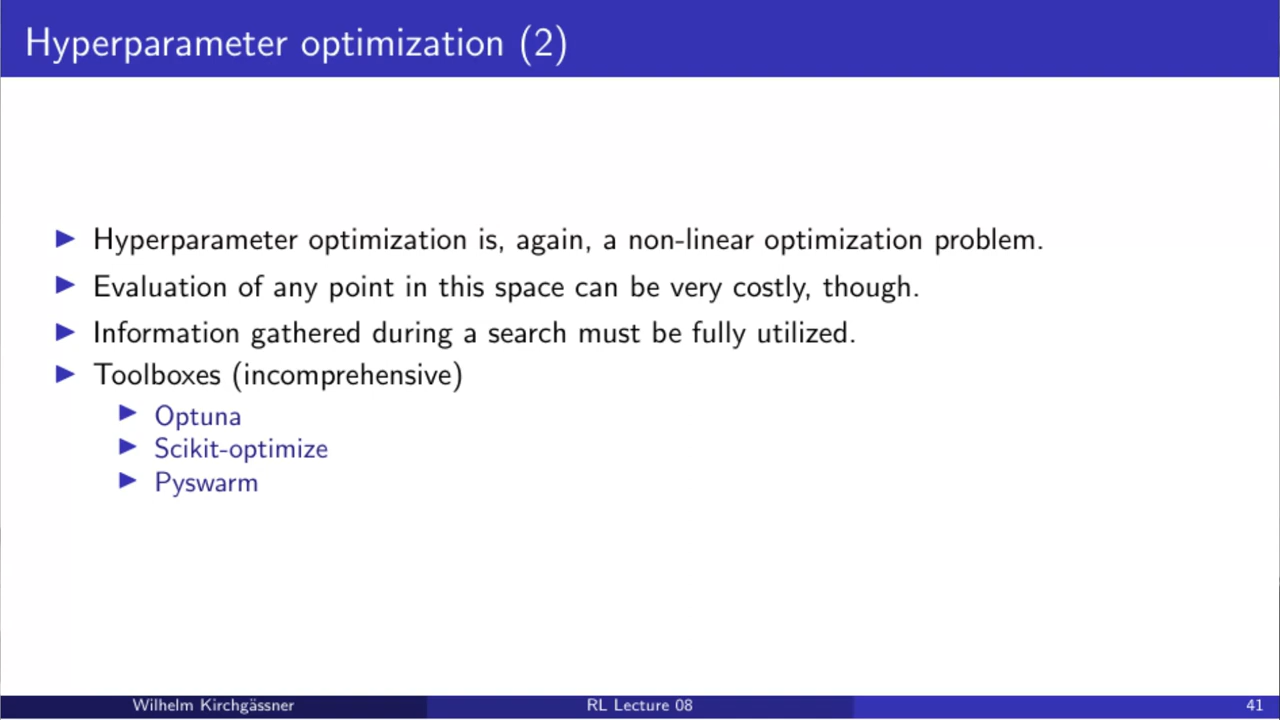 Hyperparameter optimization (2)
Hyperparameter optimization is, again, a non-linear optimization problem.
Evaluation of any point in this space can be very costly, though.
Information gathered during a search must be fully utilized.
Toolboxes (incomprehensive)
Optuna
Scikit-optimize
Pyswarm
Wilhelm Kirchgässner RL Lecture 08 41